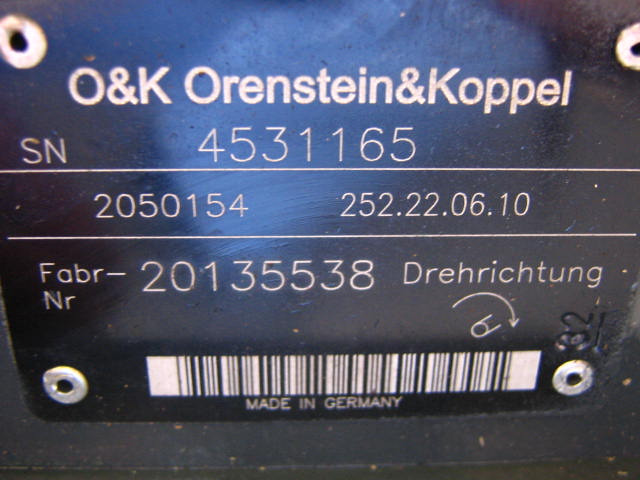 O&K Orenstein&Koppel
SN 4531165
2050154 252.22.06.10
Fabr- 20135538 Drehrichtung
Nr
MADE IN GERMANY